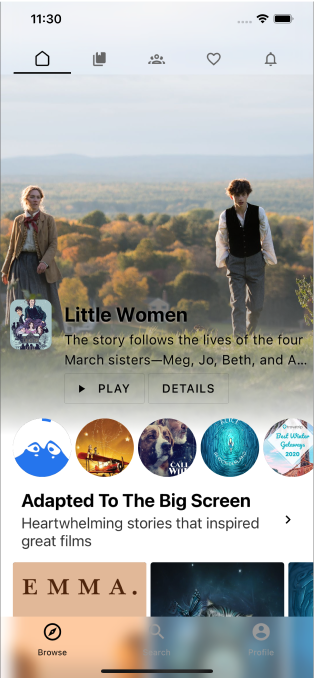 11:30
Little Women
The story follows the lives of the four
March sisters—Meg, Jo, Beth, and A...
PLAY
DETAILS
CALL
Best Winter
Getaways
2020
Adapted To The Big Screen
Heartwhelming stories that inspired
great films
EMMA.
Browse
Search
Profile